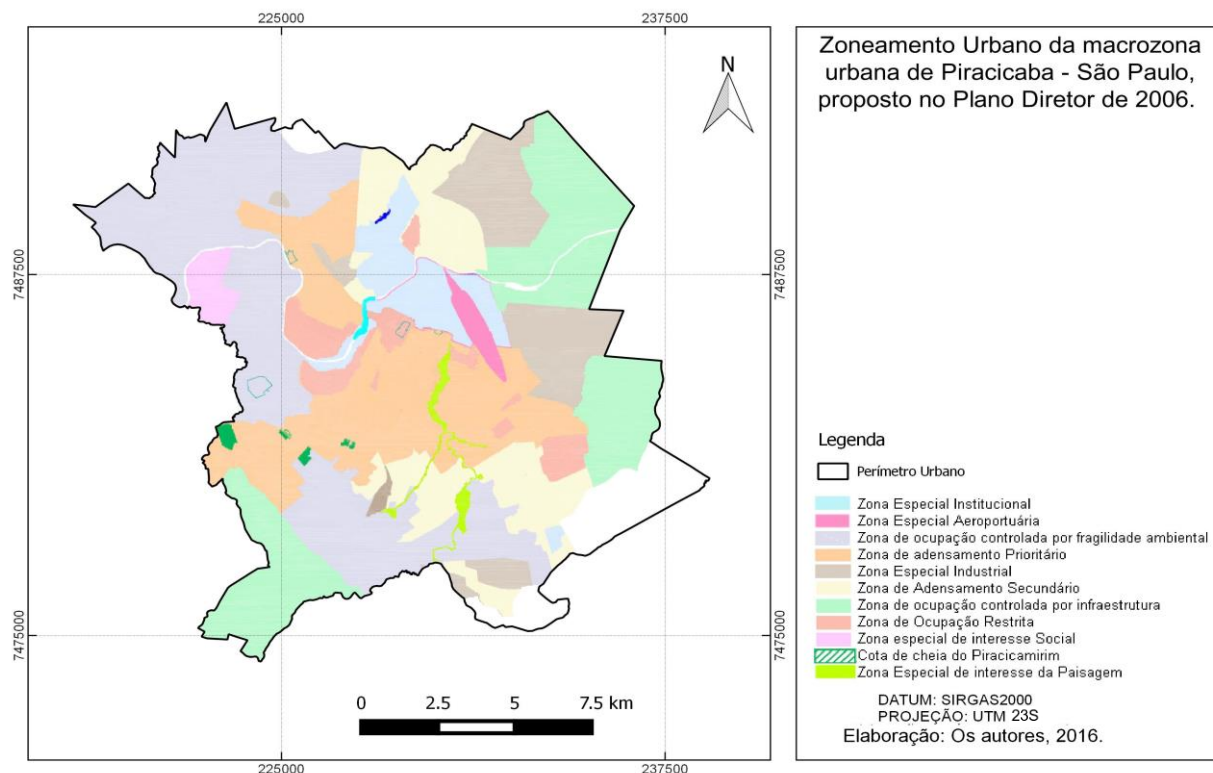 225000
237500
Zoneamento Urbano da macrozona
urbana de Piracicaba - São Paulo,
proposto no Plano Diretor de 2006.
N
7487500
7487500
Legenda
Perímetro Urbano
Zona Especial Institucional
Zona Especial Aeroportuária
Zona de ocupação controlada por fragilidade ambiental
Zona de adensamento Prioritário
Zona Especial Industrial
Zona de Adensamento Secundário
Zona de ocupação controlada por infraestrutura
Zona de Ocupação Restrita
Zona especial de interesse Social
Cota de cheia do Piracicamirim
Zona Especial de interesse da Paisagem
7475000
7475000
0 2.5 5 7.5 km
DATUM: SIRGAS2000
PROJEÇÃO: UTM 23S
Elaboração: Os autores, 2016.
225000
237500